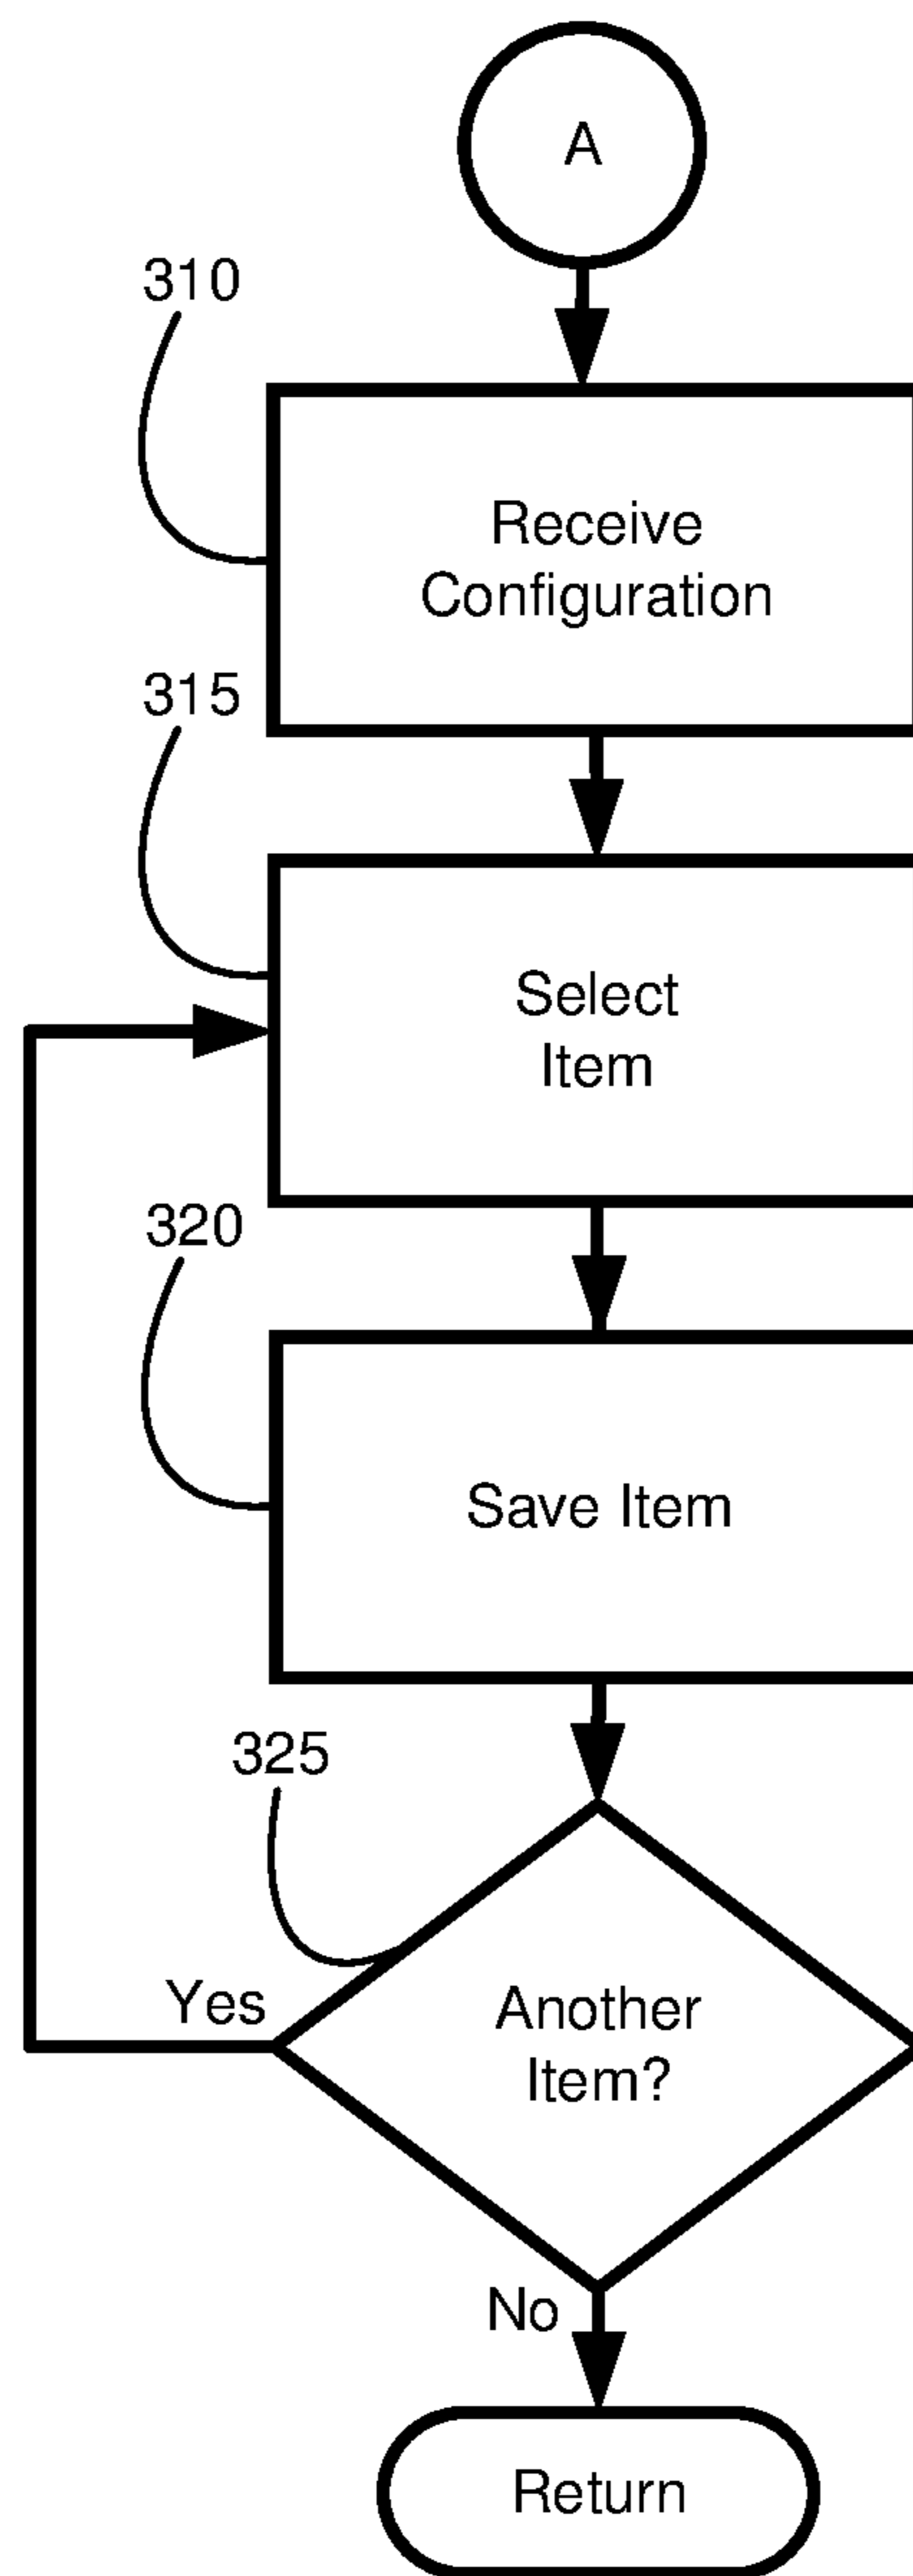 A
310
Receive
Configuration
315
Select
Item
320
Save Item
325
Yes
Another
Item?
No
Return